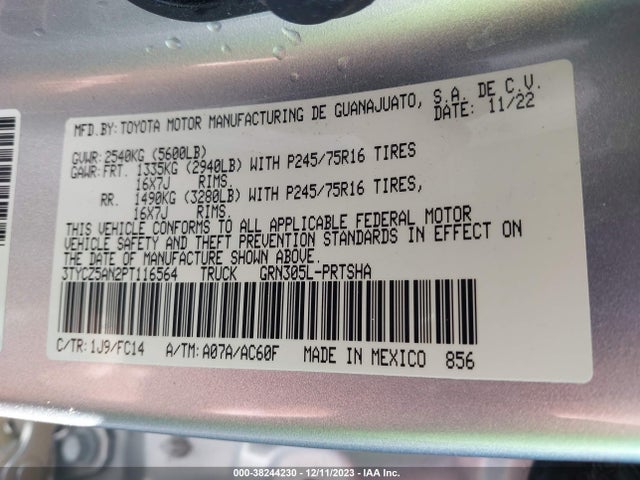 MFD.BY:TOYOTA MOTOR MANUFACTURING DE GUANAJUATO, S.A. DE C.V.
DATE: 11/22
GVWR:2540KG (5600LB)
GAWR:FRT. 1335KG (2940LB) WITH P245/75R16 TIRES
16X7J RIMS.
RR. 1490KG (3280LB) WITH P245/75R16 TIRES,
16X7J RIMS.
THIS VEHICLE CONFORMS TO ALL APPLICABLE FEDERAL MOTOR
VEHICLE SAFETY AND THEFT PREVENTION STANDARDS IN EFFECT ON
THE DATE OF MANUFACTURE SHOWN ABOVE.
3TYCZ5AN2PT116564 TRUCK GRN305L-PRTSHA
C/TR:1J9/FC14 A/TM:A07A/AC60F MADE IN MEXICO 856
000-38244230 - 12/11/2023 - IAA Inc.